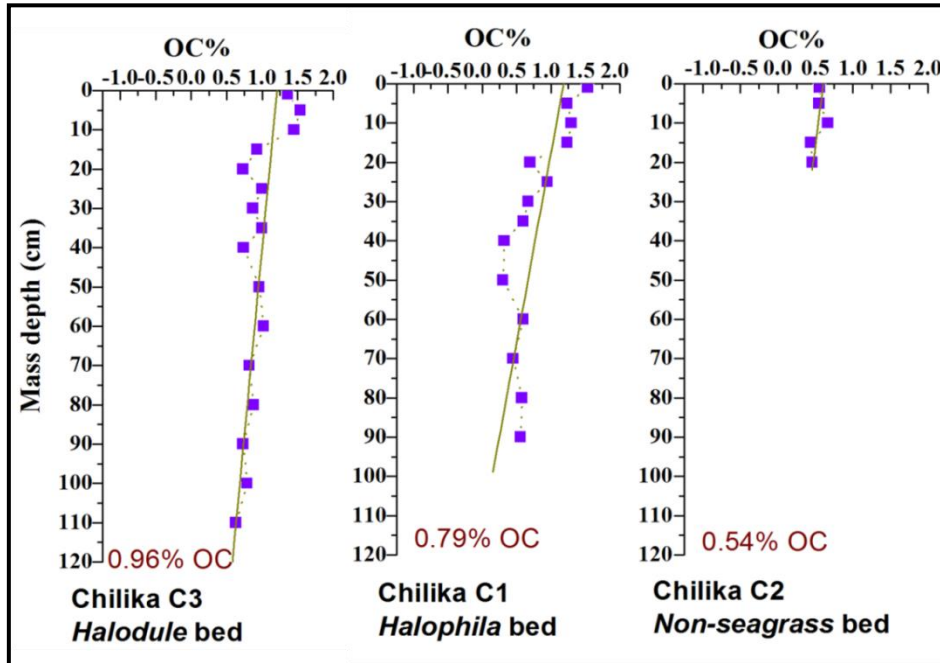 OC%
-1.0-0.5 0.0 0.5 1.0 1.5 2.0
0
10
20
30
40
50
60
70
80
90
100
110
120
Mass depth (cm)
0.96% OC
Chilika C3
Halodule bed
OC%
-1.0-0.5 0.0 0.5 1.0 1.5 2.0
0
10
20
30
40
50
60
70
80
90
100
110
120
0.79% OC
Chilika C1
Halophila bed
OC%
-1.0-0.5 0.0 0.5 1.0 1.5 2.0
0
10
20
30
40
50
60
70
80
90
100
110
120
0.54% OC
Chilika C2
Non-seagrass bed